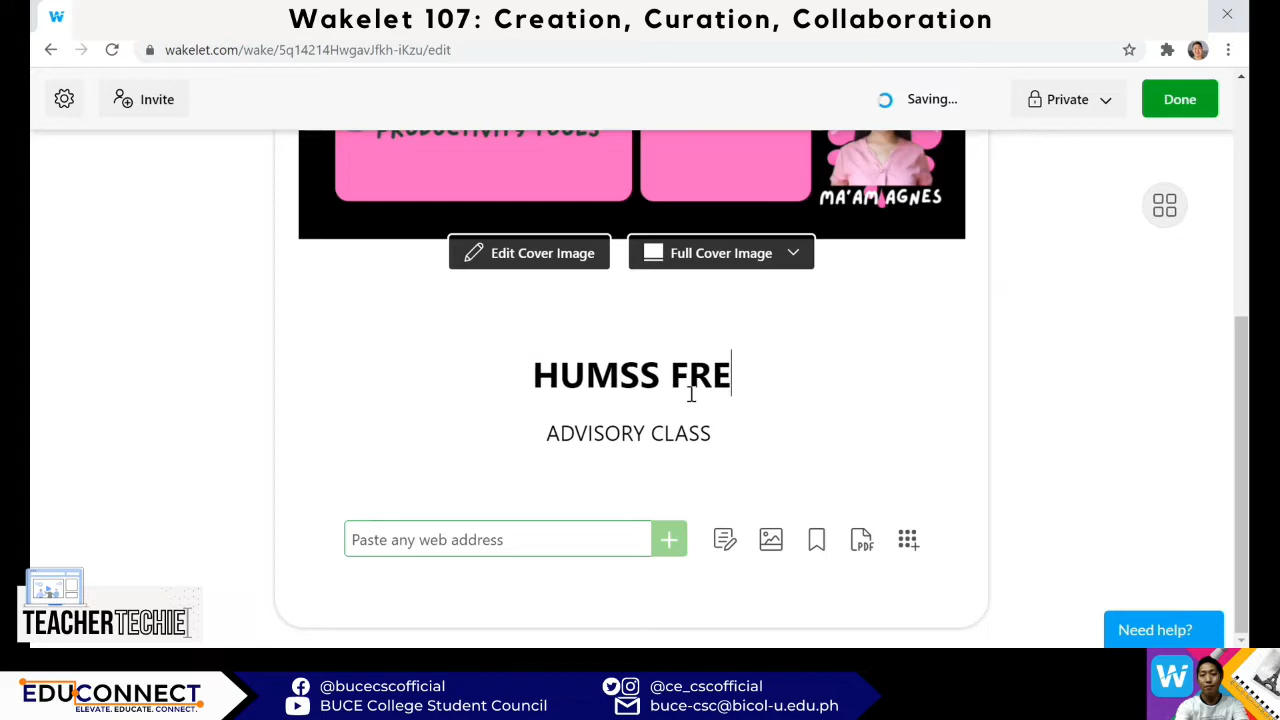 Wakelet 107: Creation, Curation, Collaboration
wakelet.com/wake/5q14214HwgavJfkh-iKzu/edit
Invite
Saving...
Private
Done
PRODUCTIVITY TOOLS
MA'AM AGNES
Edit Cover Image
Full Cover Image
HUMSS FRE
ADVISORY CLASS
Paste any web address
PDF
TEACHERTECHIE
Need help?
EDUCONNECT
ELEVATE. EDUCATE. CONNECT.
@bucecscofficial
BUCE College Student Council
@ce_cscofficial
buce-csc@bicol-u.edu.ph